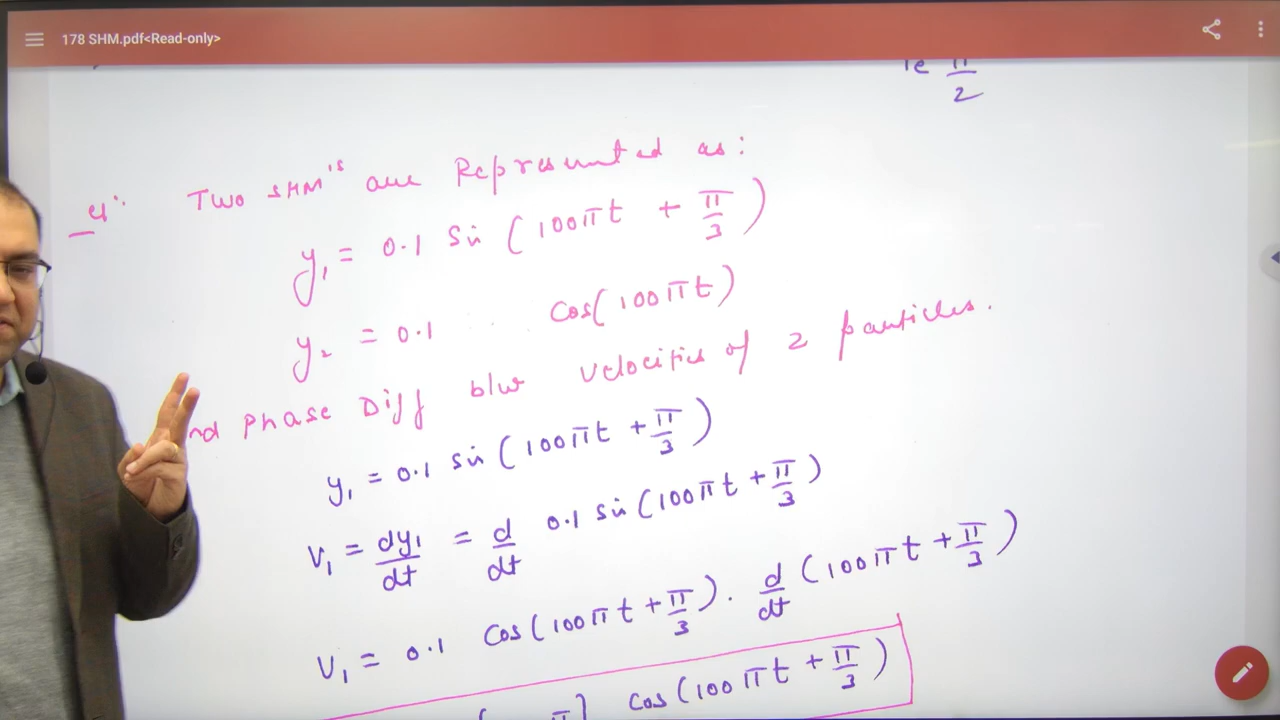 178 SHM.pdf<Read-only>
ie π/2
Q: Two SHM's are Represented as:
y₁ = 0.1 Sin (100πt + π/3)
y₂ = 0.1 Cos(100πt)
nd Phase Diff b/w velocities of 2 particles.
y₁ = 0.1 sin (100πt + π/3)
V₁ = dy₁/dt = d/dt 0.1 sin (100πt + π/3)
V₁ = 0.1 Cos (100πt + π/3) . d/dt (100πt + π/3)
Cos (100πt + π/3)